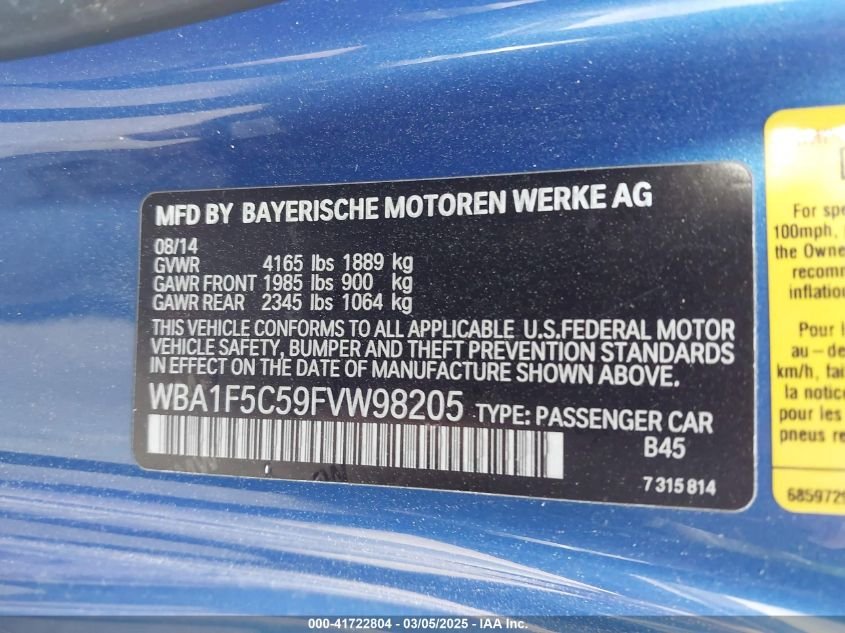 MFD BY BAYERISCHE MOTOREN WERKE AG
08/14
GVWR 4165 lbs 1889 kg
GAWR FRONT 1985 lbs 900 kg
GAWR REAR 2345 lbs 1064 kg
THIS VEHICLE CONFORMS TO ALL APPLICABLE U.S.FEDERAL MOTOR
VEHICLE SAFETY, BUMPER AND THEFT PREVENTION STANDARDS
IN EFFECT ON THE DATE OF MANUFACTURE SHOWN ABOVE.
WBA1F5C59FVW98205 TYPE: PASSENGER CAR
B45
7 315 814
For spe
100mph,
the Owne
recomm
inflation
Pour l
au-de
km/h, fai
la notice
pour les
pneus re
6859729
000-41722804 - 03/05/2025 - IAA Inc.